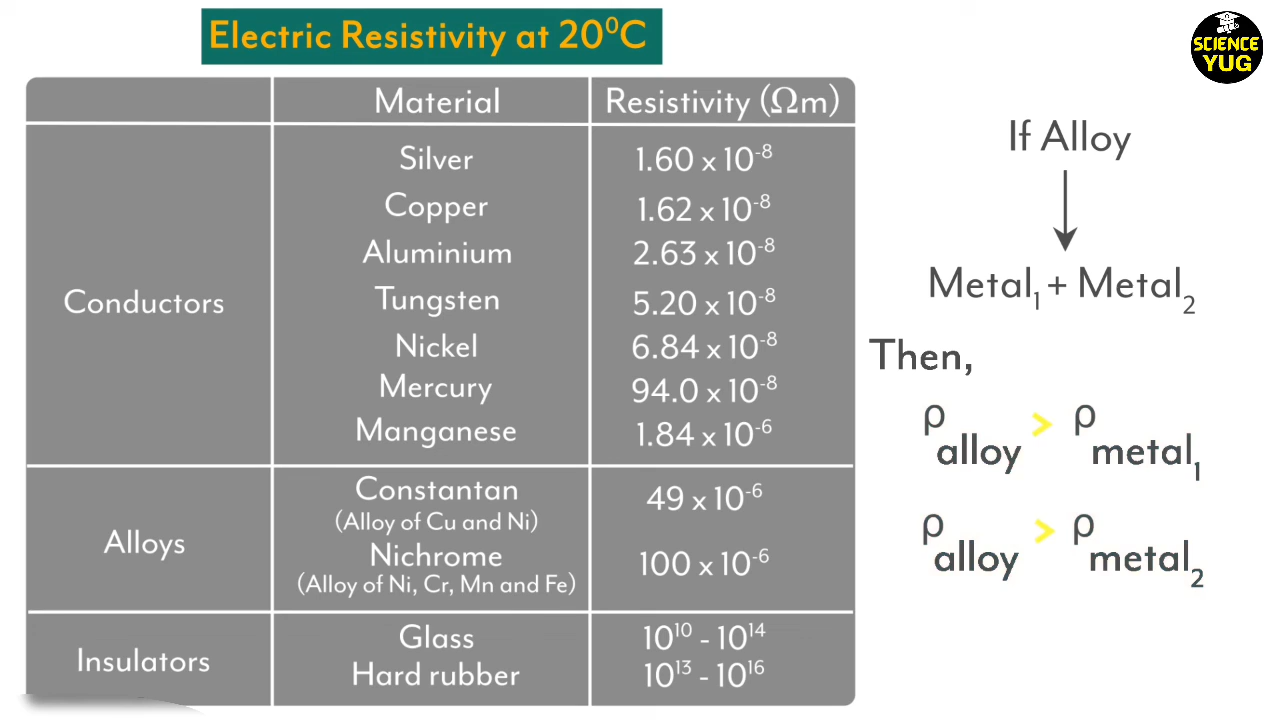 Electric Resistivity at 20⁰C
SCIENCE
YUG
Material Resistivity (Ωm)
Conductors
Silver 1.60 x 10⁻⁸
Copper 1.62 x 10⁻⁸
Aluminium 2.63 x 10⁻⁸
Tungsten 5.20 x 10⁻⁸
Nickel 6.84 x 10⁻⁸
Mercury 94.0 x 10⁻⁸
Manganese 1.84 x 10⁻⁶
Alloys
Constantan 49 x 10⁻⁶
(Alloy of Cu and Ni)
Nichrome 100 x 10⁻⁶
(Alloy of Ni, Cr, Mn and Fe)
Insulators
Glass 10¹⁰ - 10¹⁴
Hard rubber 10¹³ - 10¹⁶
If Alloy
Metal₁ + Metal₂
Then,
ρ alloy > ρ metal₁
ρ alloy > ρ metal₂